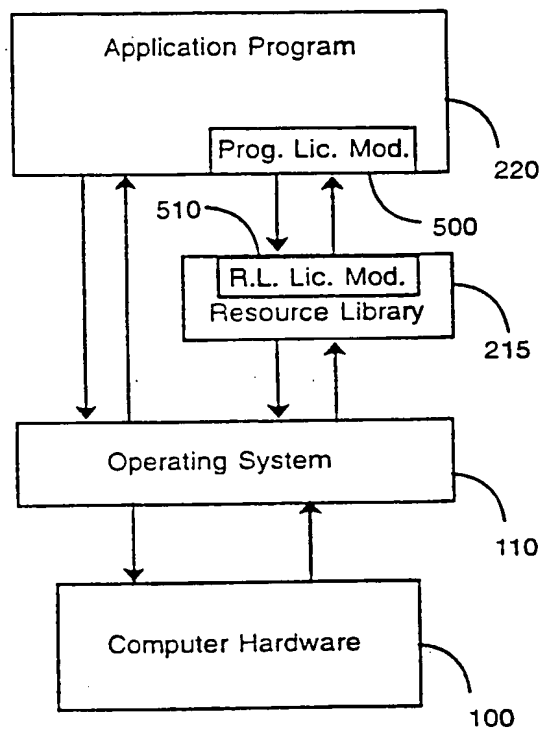 Application Program
Prog. Lic. Mod.
220
510
500
R.L. Lic. Mod.
Resource Library
215
Operating System
110
Computer Hardware
100